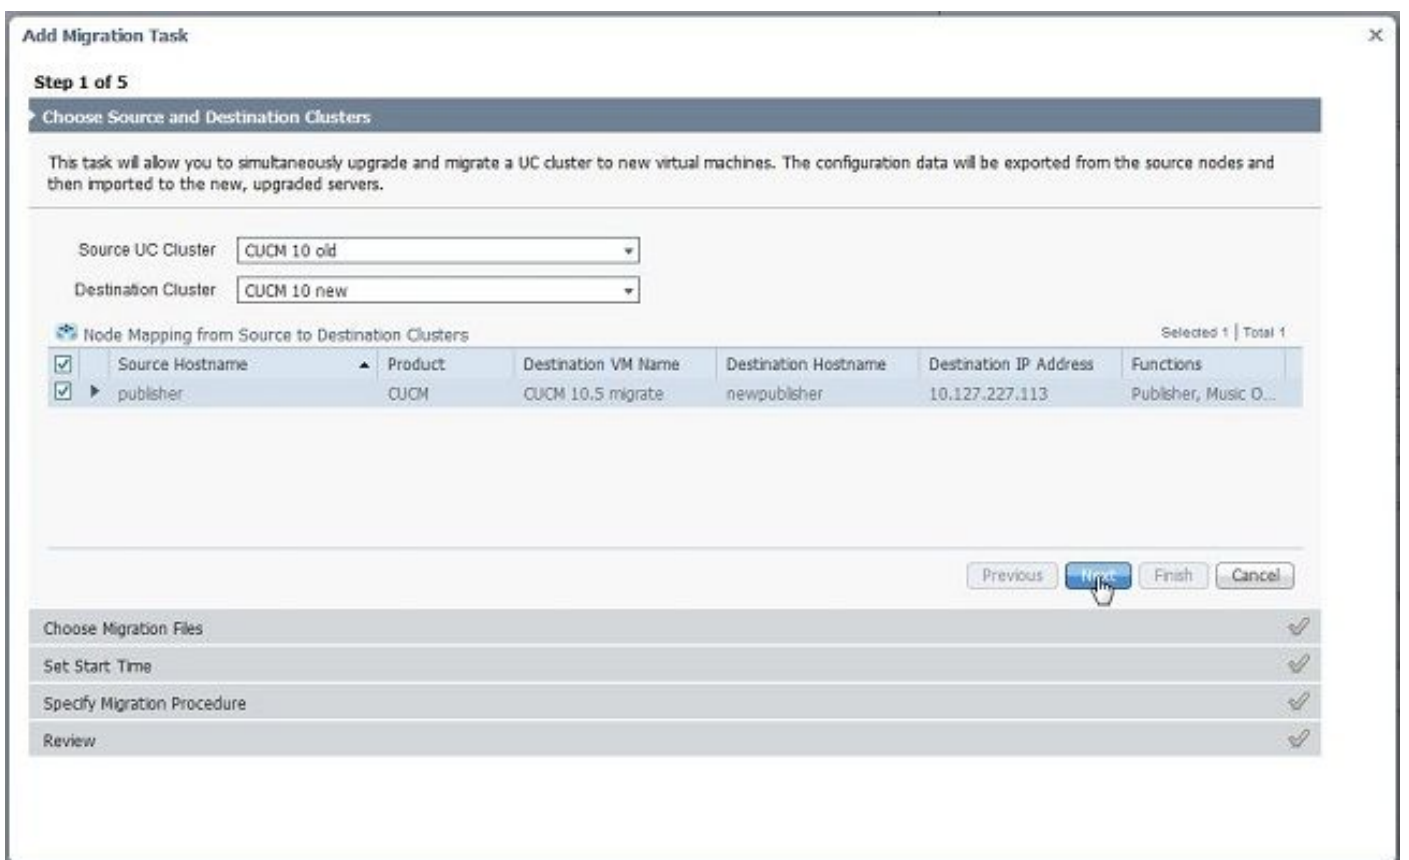 Add Migration Task
Step 1 of 5
Choose Source and Destination Clusters
This task will allow you to simultaneously upgrade and migrate a UC cluster to new virtual machines. The configuration data will be exported from the source nodes and
then imported to the new, upgraded servers.
Source UC Cluster CUCM 10 old
Destination Cluster CUCM 10 new
Node Mapping from Source to Destination Clusters Selected 1 | Total 1
Source Hostname Product Destination VM Name Destination Hostname Destination IP Address Functions
publisher CUCM CUCM 10.5 migrate newpublisher 10.127.227.113 Publisher, Music O...
Previous Next Finish Cancel
Choose Migration Files
Set Start Time
Specify Migration Procedure
Review